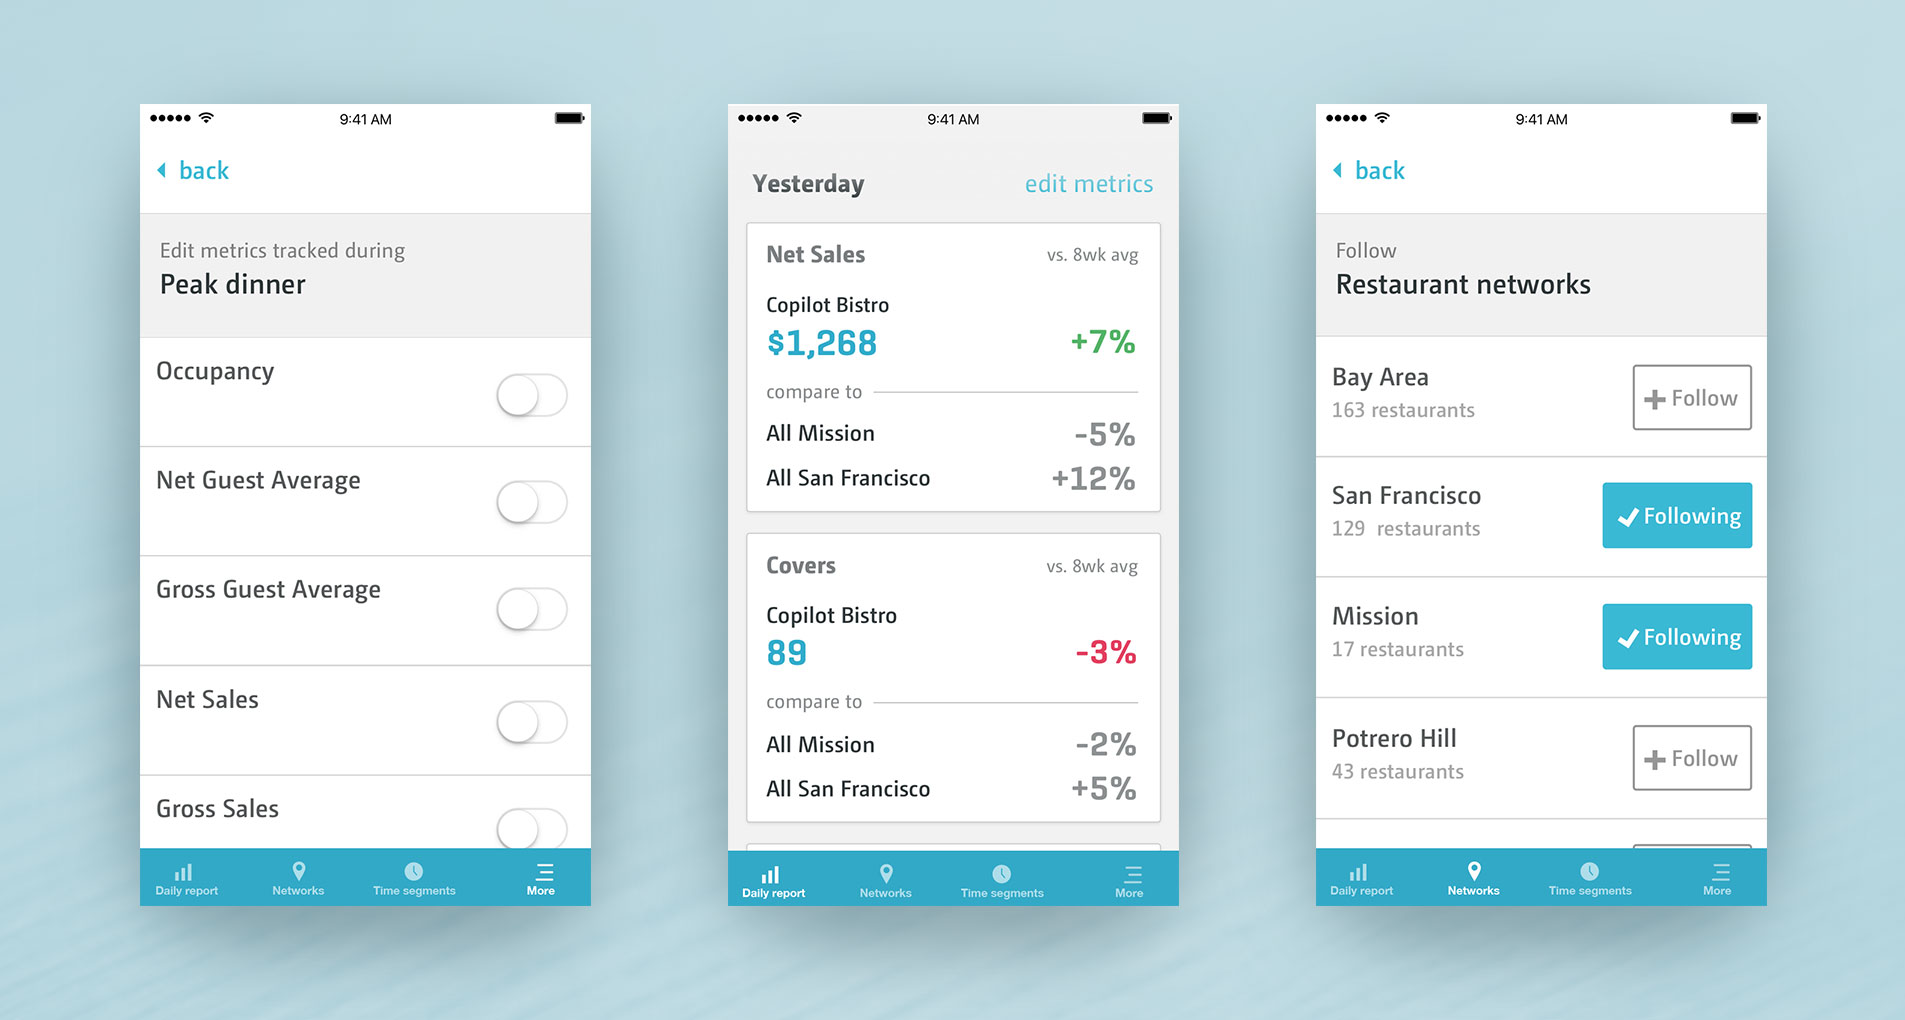 9:41 AM
back
Edit metrics tracked during
Peak dinner
Occupancy
Net Guest Average
Gross Guest Average
Net Sales
Gross Sales
Daily report Networks Time segments More
9:41 AM
Yesterday edit metrics
Net Sales vs. 8wk avg
Copilot Bistro
$1,268 +7%
compare to
All Mission -5%
All San Francisco +12%
Covers vs. 8wk avg
Copilot Bistro
89 -3%
compare to
All Mission -2%
All San Francisco +5%
Daily report Networks Time segments More
9:41 AM
back
Follow
Restaurant networks
Bay Area
163 restaurants
Follow
San Francisco
129 restaurants
Following
Mission
17 restaurants
Following
Potrero Hill
43 restaurants
Follow
Daily report Networks Time segments More